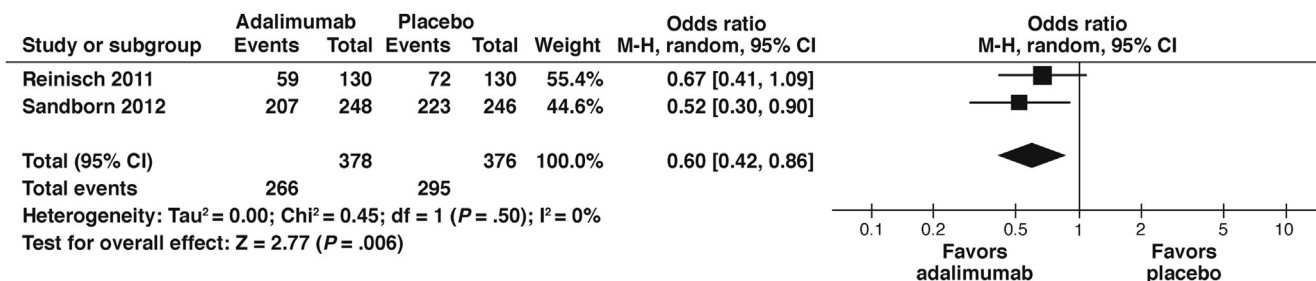 Adalimumab Placebo Odds ratio Odds ratio
Study or subgroup Events Total Events Total Weight M-H, random, 95% CI M-H, random, 95% CI
Reinisch 2011 59 130 72 130 55.4% 0.67 [0.41, 1.09]
Sandborn 2012 207 248 223 246 44.6% 0.52 [0.30, 0.90]
Total (95% CI) 378 376 100.0% 0.60 [0.42, 0.86]
Total events 266 295
Heterogeneity: Tau² = 0.00; Chi² = 0.45; df = 1 (P = .50); I² = 0%
Test for overall effect: Z = 2.77 (P = .006)
0.1 0.2 0.5 1 2 5 10
Favors Favors
adalimumab placebo